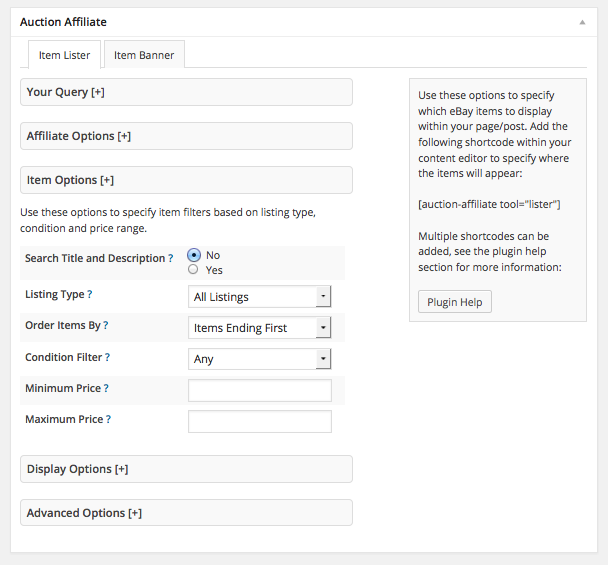 Auction Affiliate
Item Lister
Item Banner
Your Query [+]
Affiliate Options [+]
Item Options [+]
Use these options to specify item filters based on listing type,
condition and price range.
Search Title and Description ?
No
Yes
Listing Type ?
All Listings
Order Items By ?
Items Ending First
Condition Filter ?
Any
Minimum Price ?
Maximum Price ?
Display Options [+]
Advanced Options [+]
Use these options to specify
which eBay items to display
within your page/post. Add the
following shortcode within your
content editor to specify where
the items will appear:
[auction-affiliate tool="lister"]
Multiple shortcodes can be
added, see the plugin help
section for more information:
Plugin Help